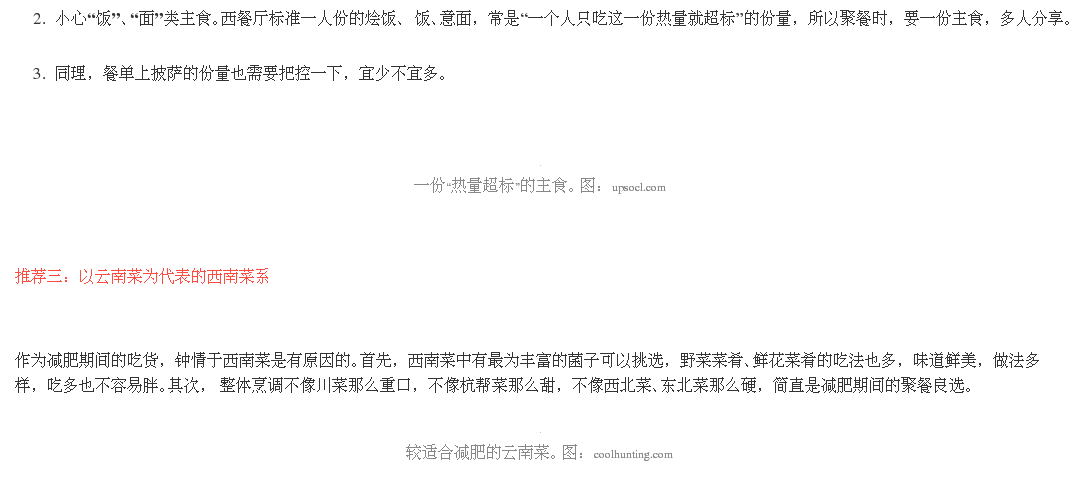 2. 小心“饭”、“面”类主食。西餐厅标准一人份的烩饭、饭、意面，常是“一个人只吃这一份热量就超标”的份量，所以聚餐时，要一份主食，多人分享。
3. 同理，餐单上披萨的份量也需要把控一下，宜少不宜多。
一份“热量超标”的主食。图：upsocl.com
推荐三：以云南菜为代表的西南菜系
作为减肥期间的吃货，钟情于西南菜是有原因的。首先，西南菜中有最为丰富的菌子可以挑选，野菜菜肴、鲜花菜肴的吃法也多，味道鲜美，做法多
样，吃多也不容易胖。其次， 整体烹调不像川菜那么重口，不像杭帮菜那么甜，不像西北菜、东北菜那么硬，简直是减肥期间的聚餐良选。
较适合减肥的云南菜。图：coolhunting.com